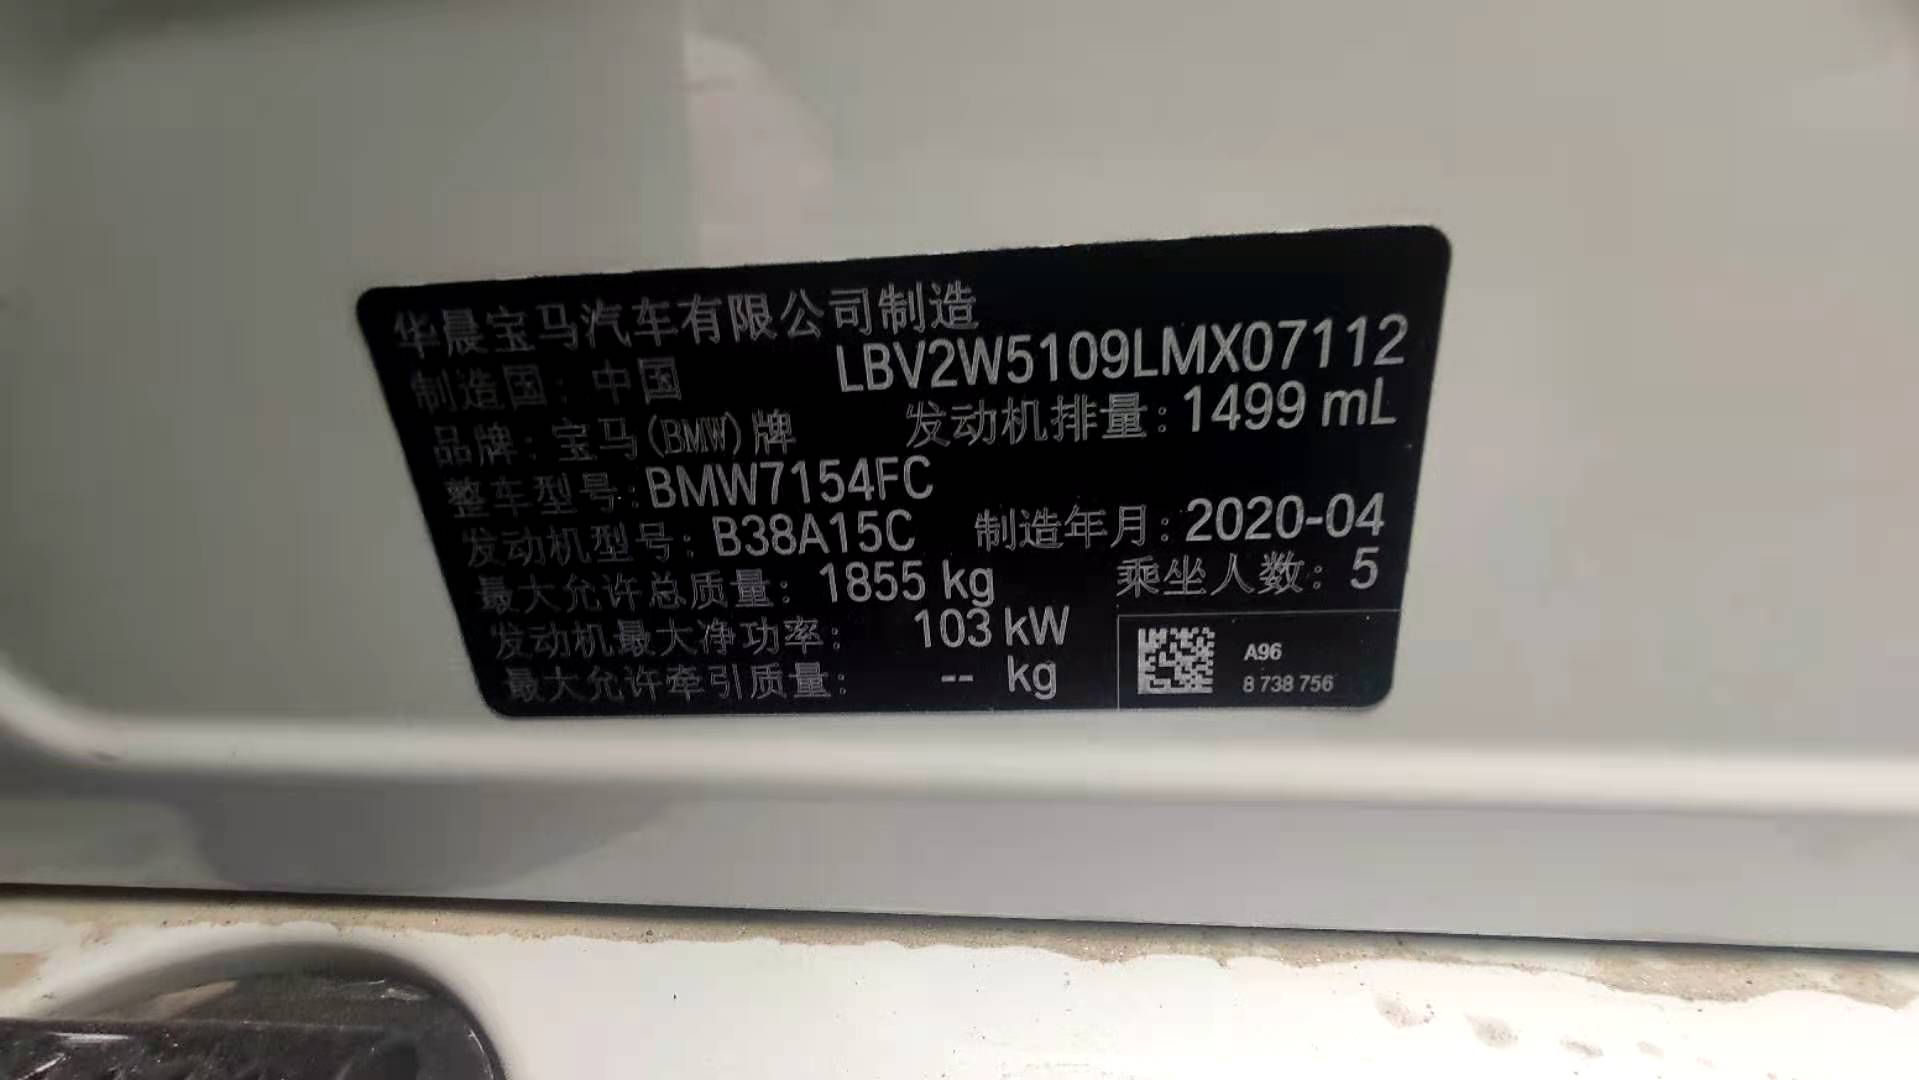 华晨宝马汽车有限公司制造
制造国：中国 LBV2W5109LMX07112
品牌：宝马(BMW)牌 发动机排量：1499 mL
整车型号：BMW7154FC
发动机型号：B38A15C 制造年月：2020-04
最大允许总质量：1855 kg 乘坐人数：5
发动机最大净功率：103 kW
最大允许牵引质量：-- kg
A96
8 738 756